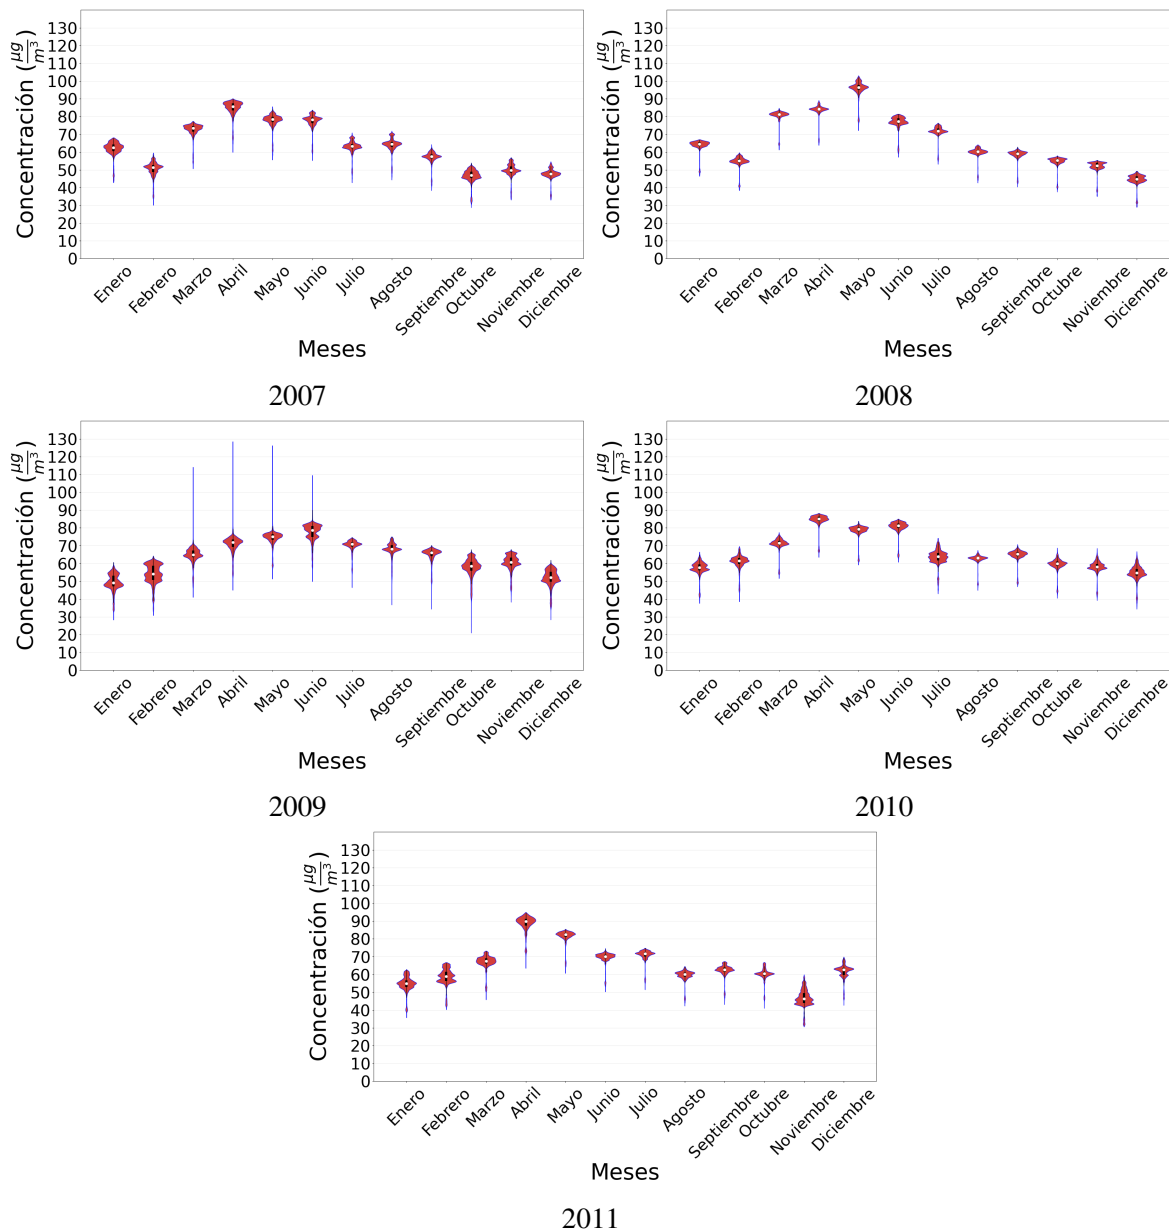 Concentración (μg/m³)
130
120
110
100
90
80
70
60
50
40
30
20
10
0
Enero
Febrero
Marzo
Abril
Mayo
Junio
Julio
Agosto
Septiembre
Octubre
Noviembre
Diciembre
Meses
2007
Concentración (μg/m³)
130
120
110
100
90
80
70
60
50
40
30
20
10
0
Enero
Febrero
Marzo
Abril
Mayo
Junio
Julio
Agosto
Septiembre
Octubre
Noviembre
Diciembre
Meses
2008
Concentración (μg/m³)
130
120
110
100
90
80
70
60
50
40
30
20
10
0
Enero
Febrero
Marzo
Abril
Mayo
Junio
Julio
Agosto
Septiembre
Octubre
Noviembre
Diciembre
Meses
2009
Concentración (μg/m³)
130
120
110
100
90
80
70
60
50
40
30
20
10
0
Enero
Febrero
Marzo
Abril
Mayo
Junio
Julio
Agosto
Septiembre
Octubre
Noviembre
Diciembre
Meses
2010
Concentración (μg/m³)
130
120
110
100
90
80
70
60
50
40
30
20
10
0
Enero
Febrero
Marzo
Abril
Mayo
Junio
Julio
Agosto
Septiembre
Octubre
Noviembre
Diciembre
Meses
2011